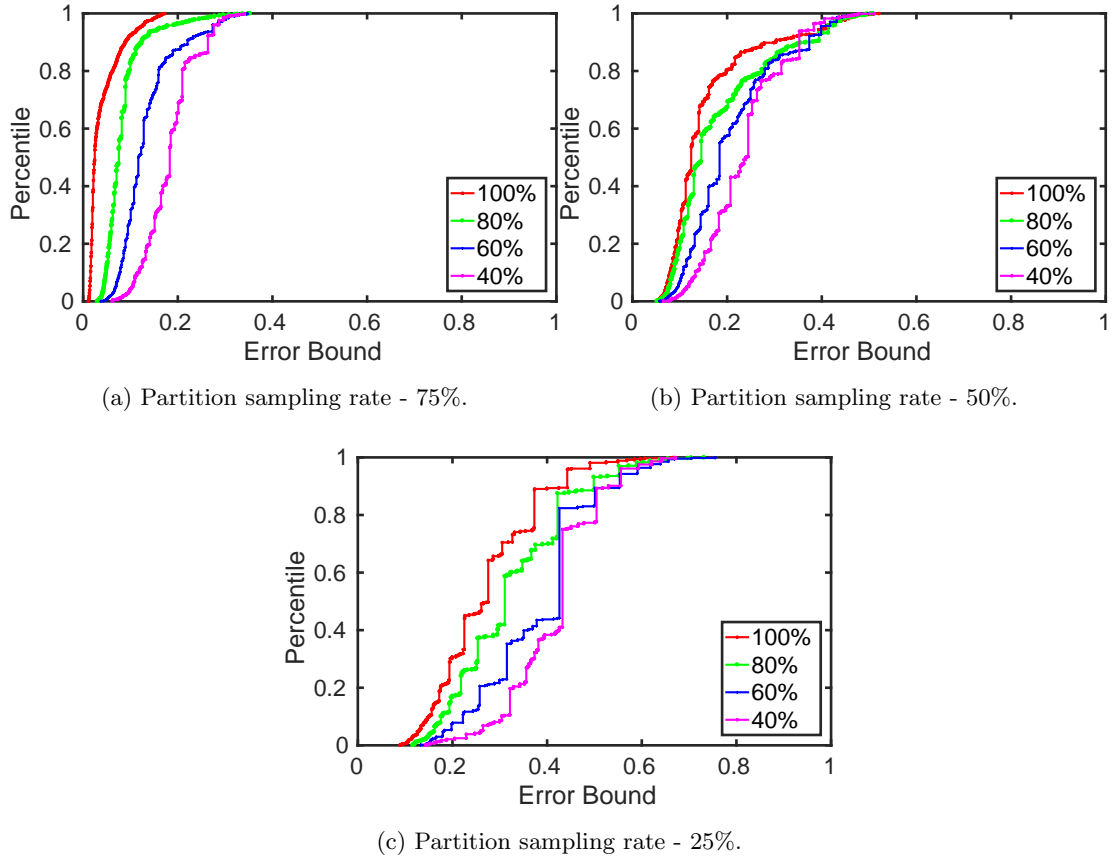 1
0.8
0.6
0.4
0.2
0
Percentile
0 0.2 0.4 0.6 0.8 1
Error Bound
100%
80%
60%
40%
(a) Partition sampling rate - 75%.
1
0.8
0.6
0.4
0.2
0
Percentile
0 0.2 0.4 0.6 0.8 1
Error Bound
100%
80%
60%
40%
(b) Partition sampling rate - 50%.
1
0.8
0.6
0.4
0.2
0
Percentile
0 0.2 0.4 0.6 0.8 1
Error Bound
100%
80%
60%
40%
(c) Partition sampling rate - 25%.